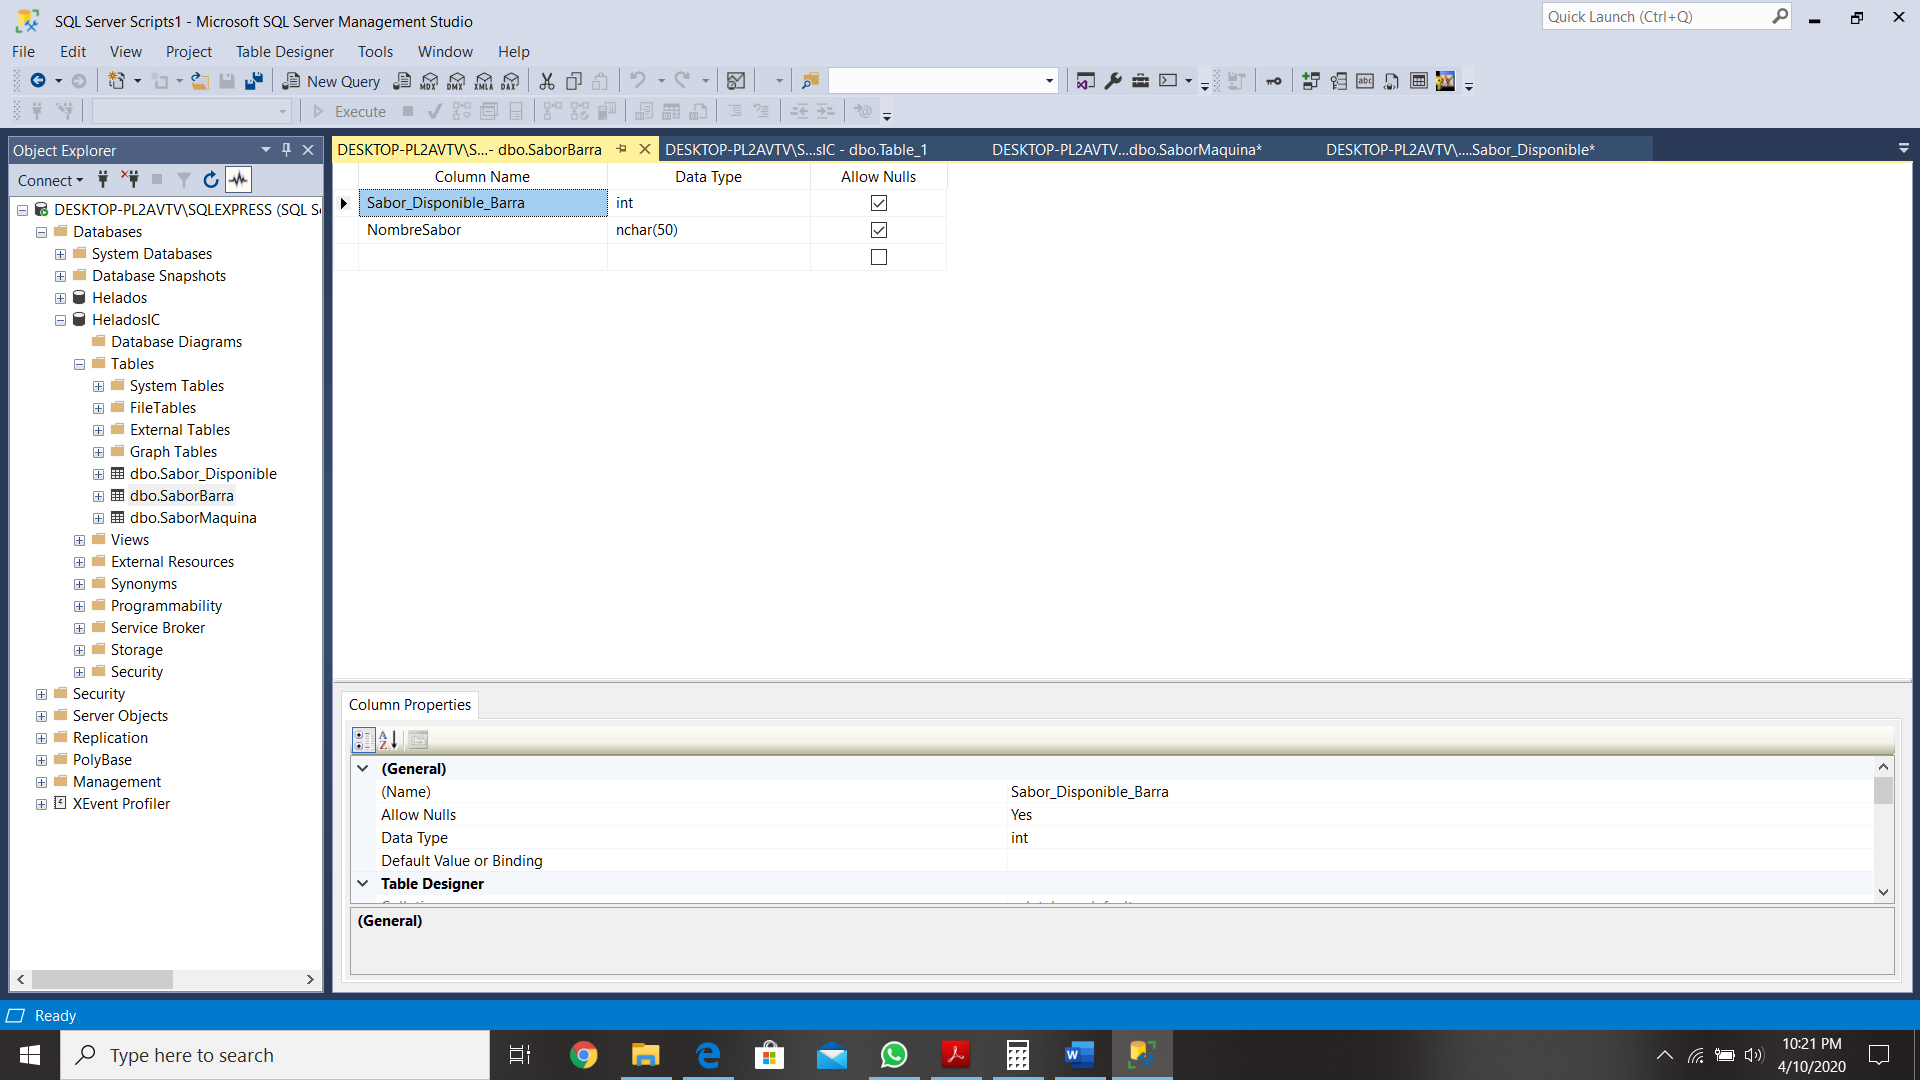 SQL Server Scripts1 - Microsoft SQL Server Management Studio
Quick Launch (Ctrl+Q)
File Edit View Project Table Designer Tools Window Help
New Query
MDX DMX XMLA DAX
abc
Execute
Object Explorer
DESKTOP-PL2AVTV\S...- dbo.SaborBarra
DESKTOP-PL2AVTV\S...sIC - dbo.Table_1
DESKTOP-PL2AVTV...dbo.SaborMaquina*
DESKTOP-PL2AVTV\....Sabor_Disponible*
Connect
Column Name Data Type Allow Nulls
Sabor_Disponible_Barra int
NombreSabor nchar(50)
DESKTOP-PL2AVTV\SQLEXPRESS (SQL S
Databases
System Databases
Database Snapshots
Helados
HeladosIC
Database Diagrams
Tables
System Tables
FileTables
External Tables
Graph Tables
dbo.Sabor_Disponible
dbo.SaborBarra
dbo.SaborMaquina
Views
External Resources
Synonyms
Programmability
Service Broker
Storage
Security
Security
Server Objects
Replication
PolyBase
Management
XEvent Profiler
Column Properties
(General)
(Name) Sabor_Disponible_Barra
Allow Nulls Yes
Data Type int
Default Value or Binding
Table Designer
(General)
Ready
Type here to search
10:21 PM
4/10/2020